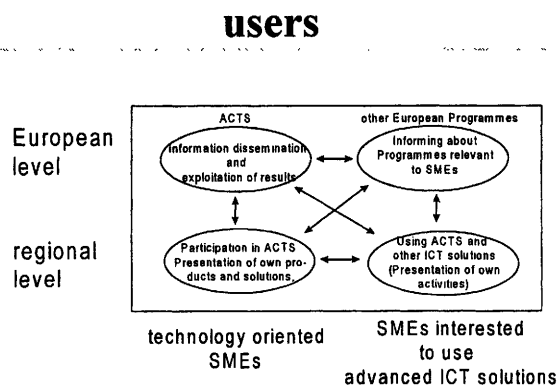 users
ACTS
other European Programmes
European
level
Information dissemination
and
exploitation of results
Informing about
Programmes relevant
to SMEs
regional
level
Participation in ACTS
Presentation of own pro-
ducts and solutions,
Using ACTS and
other ICT solutions
(Presentation of own
activities)
technology oriented
SMEs
SMEs interested
to use
advanced ICT solutions